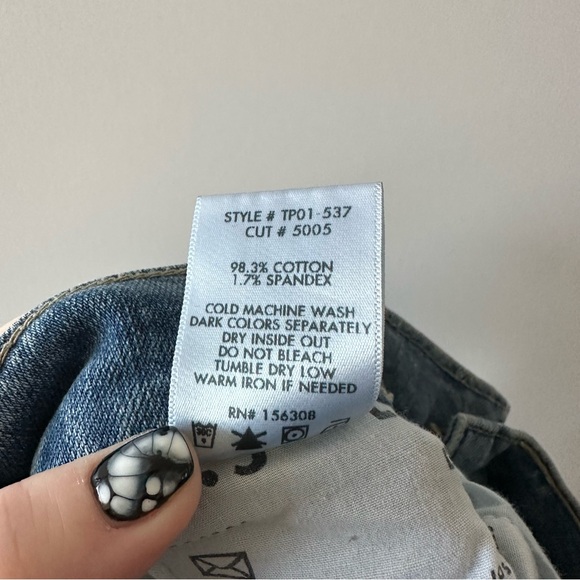 STYLE # TP01-537
CUT # 5005
98.3% COTTON
1.7% SPANDEX
COLD MACHINE WASH
DARK COLORS SEPARATELY
DRY INSIDE OUT
DO NOT BLEACH
TUMBLE DRY LOW
WARM IRON IF NEEDED
RN# 156308
30C